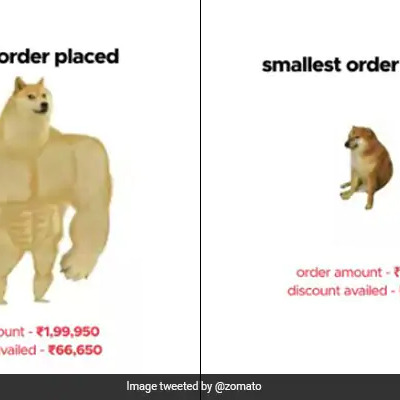 order placed
ount - ₹1,99,950
vailed - ₹66,650
smallest order
order amount - ₹
discount availed -
Image tweeted by @zomato